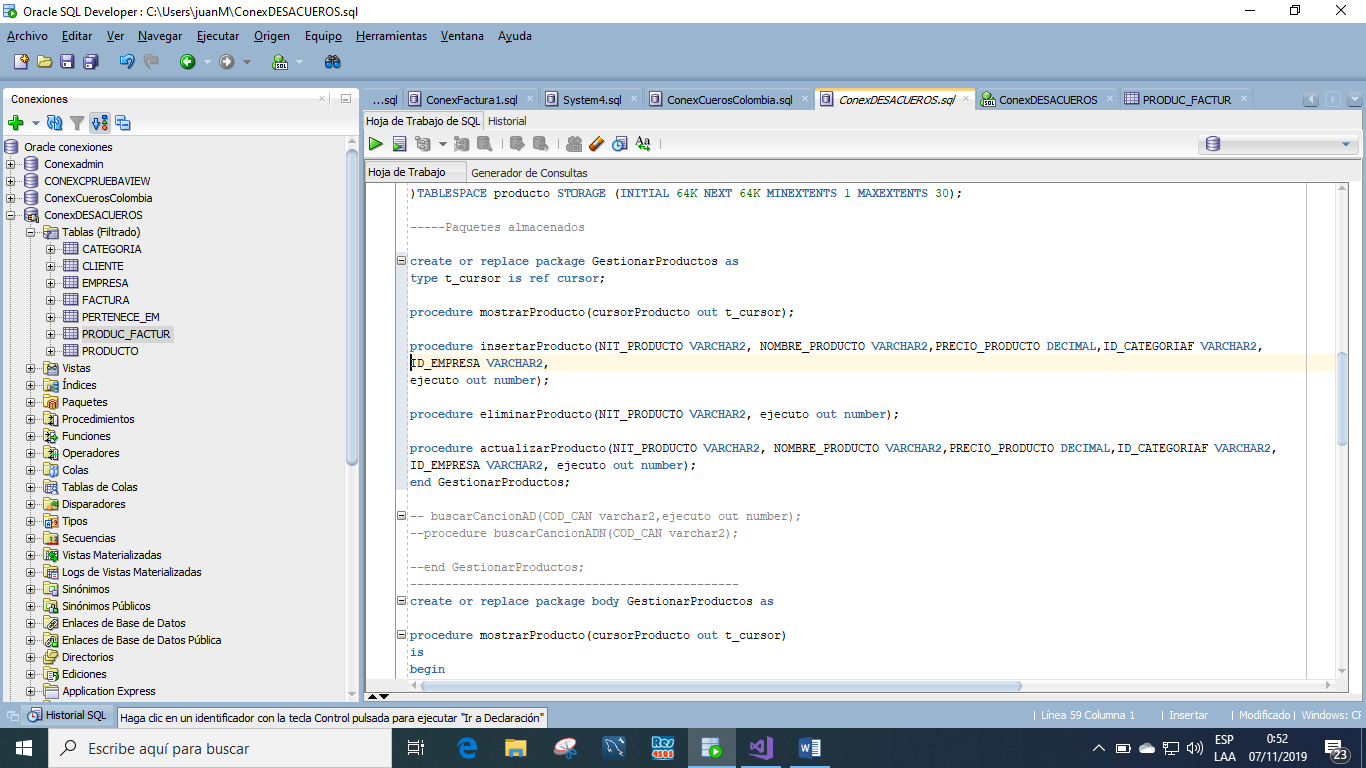 Oracle SQL Developer : C:\Users\juanM\ConexDESACUEROS.sql
Archivo Editar Ver Navegar Ejecutar Origen Equipo Herramientas Ventana Ayuda
Conexiones
...sql ConexFactura1.sql System4.sql ConexCuerosColombia.sql ConexDESACUEROS.sql ConexDESACUEROS PRODUC_FACTUR
Hoja de Trabajo de SQL Historial
Hoja de Trabajo Generador de Consultas
Oracle conexiones
Conexadmin
CONEXCPRUEBAVIEW
ConexCuerosColombia
ConexDESACUEROS
Tablas (Filtrado)
CATEGORIA
CLIENTE
EMPRESA
FACTURA
PERTENECE_EM
PRODUC_FACTUR
PRODUCTO
Vistas
Índices
Paquetes
Procedimientos
Funciones
Operadores
Colas
Tablas de Colas
Disparadores
Tipos
Secuencias
Vistas Materializadas
Logs de Vistas Materializadas
Sinónimos
Sinónimos Públicos
Enlaces de Base de Datos
Enlaces de Base de Datos Pública
Directorios
Ediciones
Application Express
)TABLESPACE producto STORAGE (INITIAL 64K NEXT 64K MINEXTENTS 1 MAXEXTENTS 30);
-----Paquetes almacenados
create or replace package GestionarProductos as
type t_cursor is ref cursor;
procedure mostrarProducto(cursorProducto out t_cursor);
procedure insertarProducto(NIT_PRODUCTO VARCHAR2, NOMBRE_PRODUCTO VARCHAR2,PRECIO_PRODUCTO DECIMAL,ID_CATEGORIAF VARCHAR2,
ID_EMPRESA VARCHAR2,
ejecuto out number);
procedure eliminarProducto(NIT_PRODUCTO VARCHAR2, ejecuto out number);
procedure actualizarProducto(NIT_PRODUCTO VARCHAR2, NOMBRE_PRODUCTO VARCHAR2,PRECIO_PRODUCTO DECIMAL,ID_CATEGORIAF VARCHAR2,
ID_EMPRESA VARCHAR2, ejecuto out number);
end GestionarProductos;
-- buscarCancionAD(COD_CAN varchar2,ejecuto out number);
--procedure buscarCancionADN(COD_CAN varchar2);
--end GestionarProductos;
-----------------------------------------------
create or replace package body GestionarProductos as
procedure mostrarProducto(cursorProducto out t_cursor)
is
begin
Historial SQL Haga clic en un identificador con la tecla Control pulsada para ejecutar "Ir a Declaración" Línea 59 Columna 1 Insertar Modificado Windows: CF
Escribe aquí para buscar
ESP
LAA
0:52
07/11/2019
23